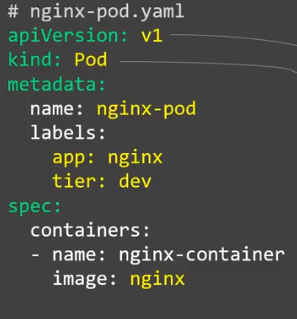 # nginx-pod.yaml
apiVersion: v1
kind: Pod
metadata:
  name: nginx-pod
  labels:
    app: nginx
    tier: dev
spec:
  containers:
  - name: nginx-container
    image: nginx